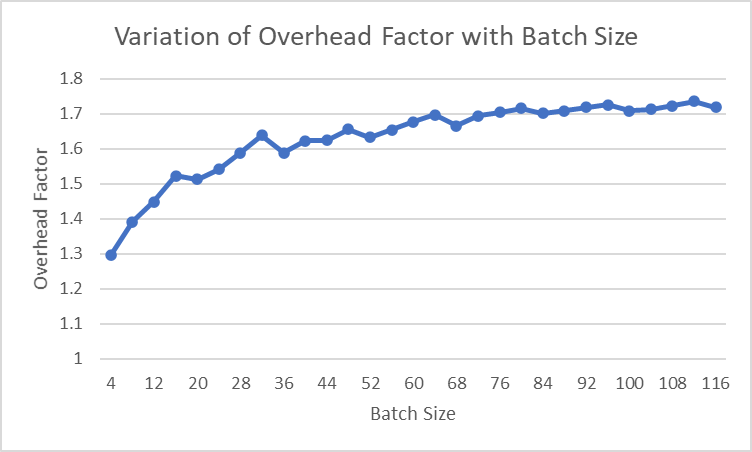 Variation of Overhead Factor with Batch Size
Overhead Factor
1.8
1.7
1.6
1.5
1.4
1.3
1.2
1.1
1
4 12 20 28 36 44 52 60 68 76 84 92 100 108 116
Batch Size